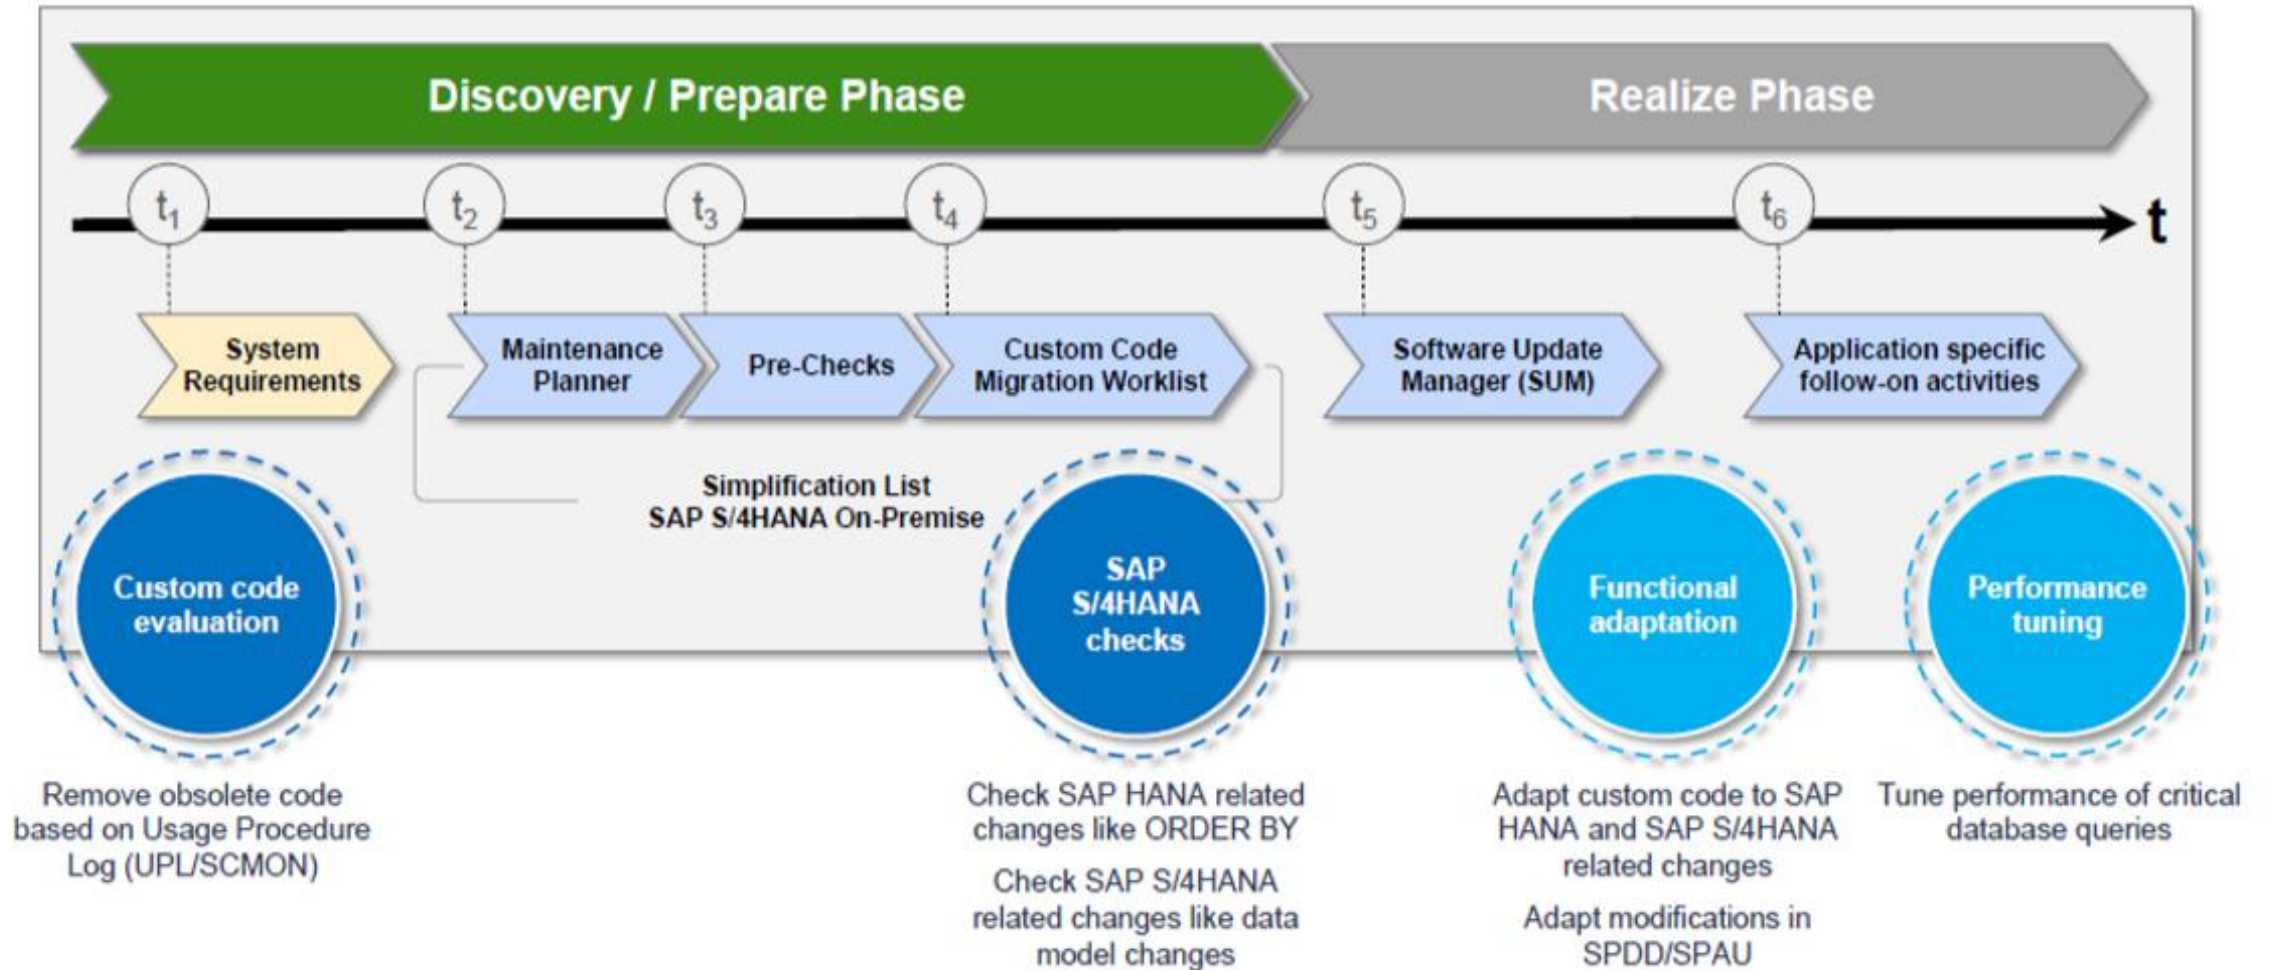 Discovery / Prepare Phase
Realize Phase
t1
t2
t3
t4
t5
t6
t
System
Requirements
Maintenance
Planner
Pre-Checks
Custom Code
Migration Worklist
Software Update
Manager (SUM)
Application specific
follow-on activities
Simplification List
SAP S/4HANA On-Premise
Custom code
evaluation
SAP
S/4HANA
checks
Functional
adaptation
Performance
tuning
Remove obsolete code
based on Usage Procedure
Log (UPL/SCMON)
Check SAP HANA related
changes like ORDER BY
Check SAP S/4HANA
related changes like data
model changes
Adapt custom code to SAP
HANA and SAP S/4HANA
related changes
Adapt modifications in
SPDD/SPAU
Tune performance of critical
database queries